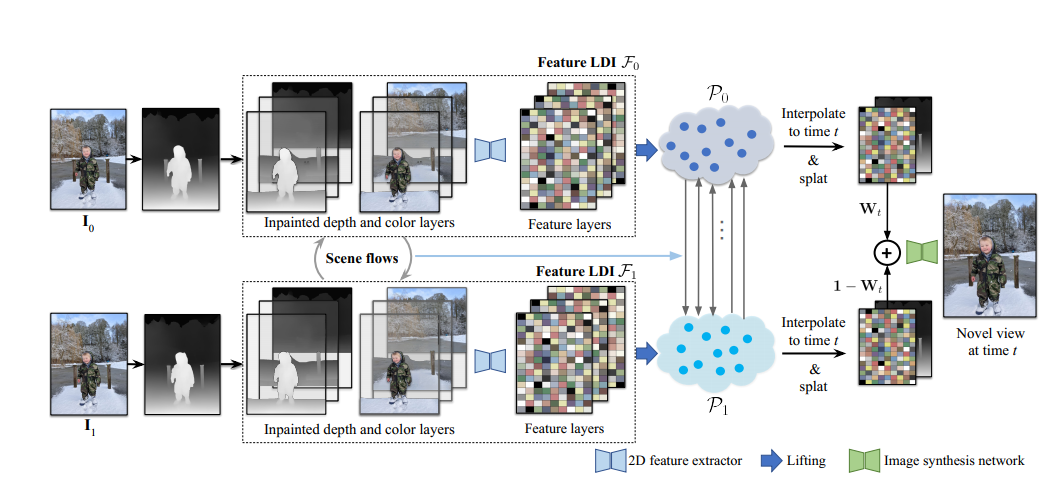 Feature LDI 𝓕₀
𝒫₀
Interpolate
to time t
&
splat
I₀
Inpainted depth and color layers
Feature layers
Wₜ
Scene flows
+
Feature LDI 𝓕₁
1 − Wₜ
Interpolate
to time t
&
splat
Novel view
at time t
I₁
Inpainted depth and color layers
Feature layers
𝒫₁
2D feature extractor
Lifting
Image synthesis network